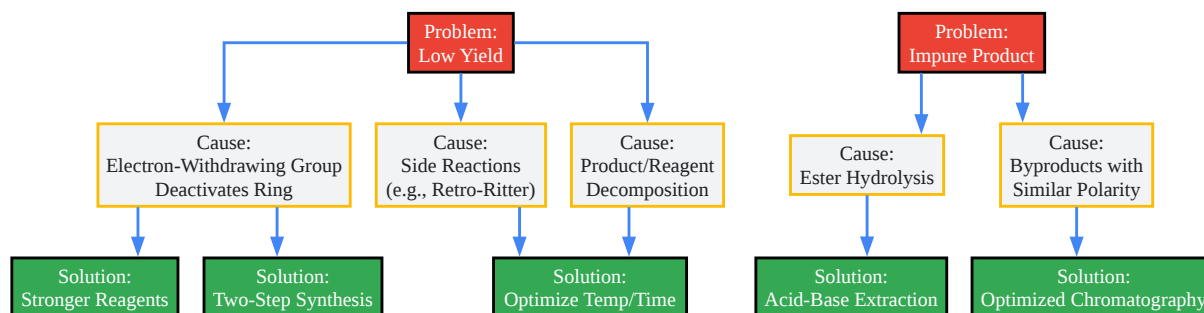 Problem:
Low Yield
Problem:
Impure Product
Cause:
Electron-Withdrawing Group
Deactivates Ring
Cause:
Side Reactions
(e.g., Retro-Ritter)
Cause:
Product/Reagent
Decomposition
Cause:
Ester Hydrolysis
Cause:
Byproducts with
Similar Polarity
Solution:
Stronger Reagents
Solution:
Two-Step Synthesis
Solution:
Optimize Temp/Time
Solution:
Acid-Base Extraction
Solution:
Optimized Chromatography